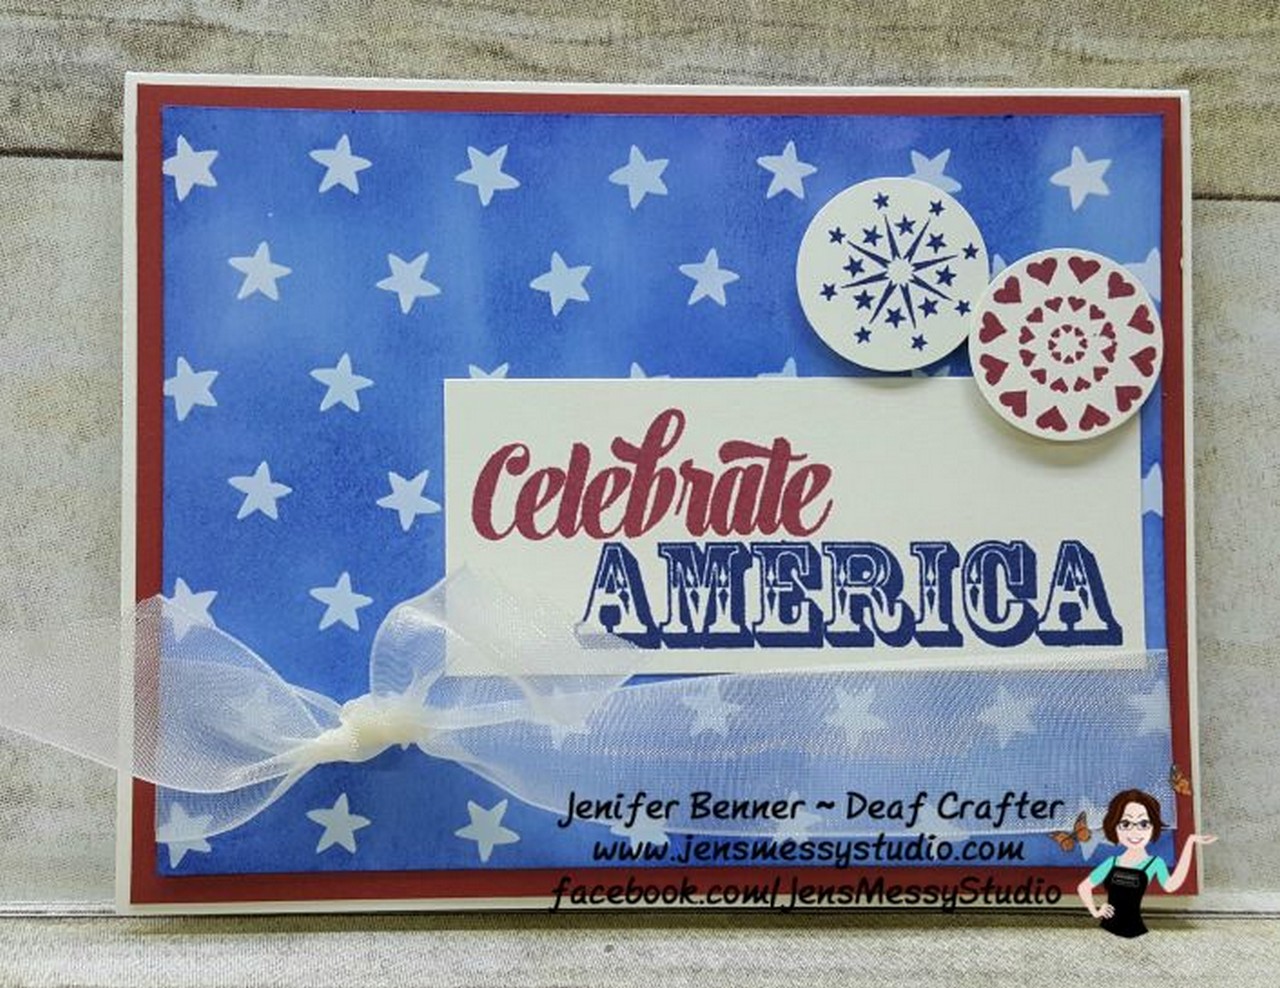 Celebrate
AMERICA
Jenifer Benner ~ Deaf Crafter
www.jensmessystudio.com
facebook.com/JensMessyStudio